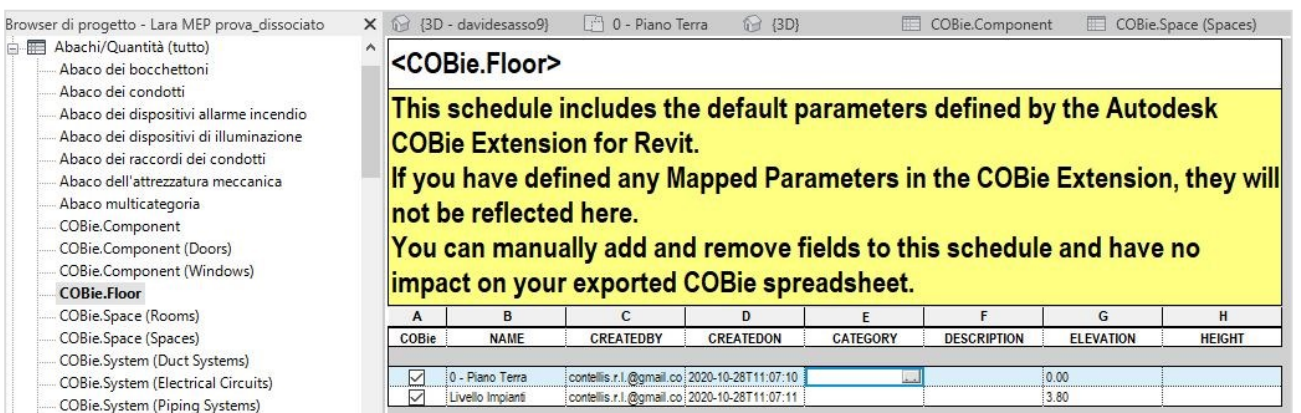 Browser di progetto - Lara MEP prova_dissociato
{3D - davidesasso9}
0 - Piano Terra
{3D}
COBie.Component
COBie.Space (Spaces)
Abachi/Quantità (tutto)
Abaco dei bocchettoni
Abaco dei condotti
Abaco dei dispositivi allarme incendio
Abaco dei dispositivi di illuminazione
Abaco dei raccordi dei condotti
Abaco dell'attrezzatura meccanica
Abaco multicategoria
COBie.Component
COBie.Component (Doors)
COBie.Component (Windows)
COBie.Floor
COBie.Space (Rooms)
COBie.Space (Spaces)
COBie.System (Duct Systems)
COBie.System (Electrical Circuits)
COBie.System (Piping Systems)
<COBie.Floor>
This schedule includes the default parameters defined by the Autodesk
COBie Extension for Revit.
If you have defined any Mapped Parameters in the COBie Extension, they will
not be reflected here.
You can manually add and remove fields to this schedule and have no
impact on your exported COBie spreadsheet.
A B C D E F G H
COBie NAME CREATEDBY CREATEDON CATEGORY DESCRIPTION ELEVATION HEIGHT
0 - Piano Terra contellis.r.l.@gmail.co 2020-10-28T11:07:10 ... 0.00
Livello Impianti contellis.r.l.@gmail.co 2020-10-28T11:07:11 3.80